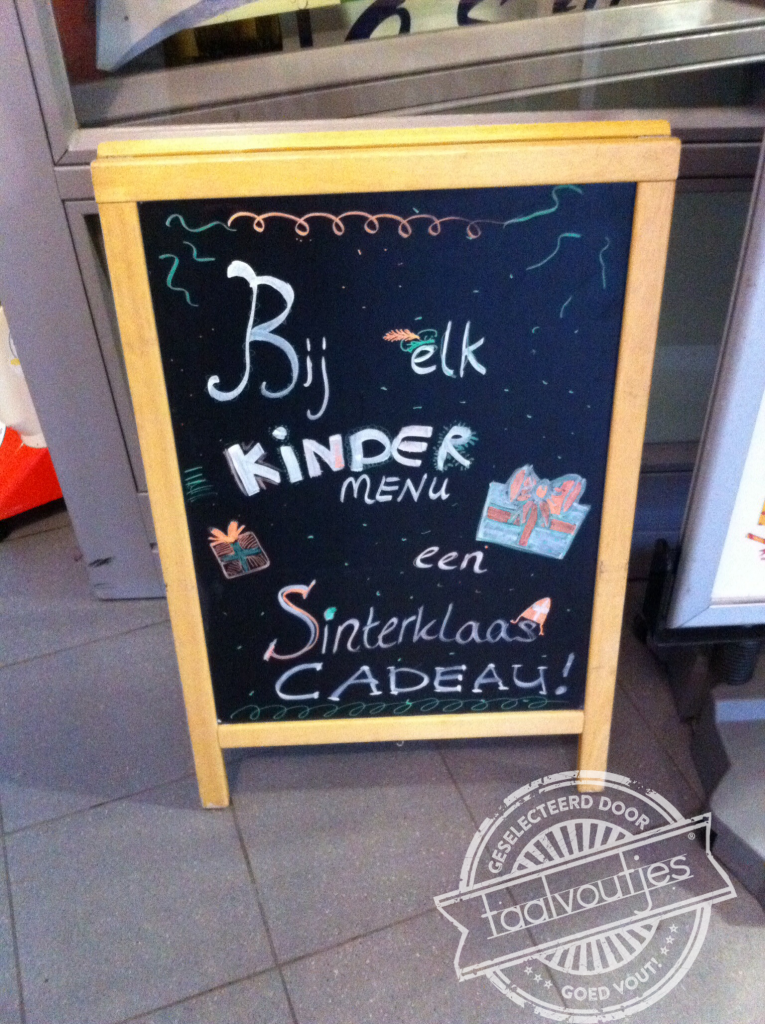 Bij elk
KINDER
MENU
een
Sinterklaas
CADEAU!
GESELECTEERD DOOR
taalvoutjes®
GOED VOUT!